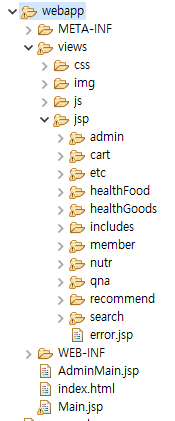 webapp
META-INF
views
css
img
js
jsp
admin
cart
etc
healthFood
healthGoods
includes
member
nutr
qna
recommend
search
error.jsp
WEB-INF
AdminMain.jsp
index.html
Main.jsp